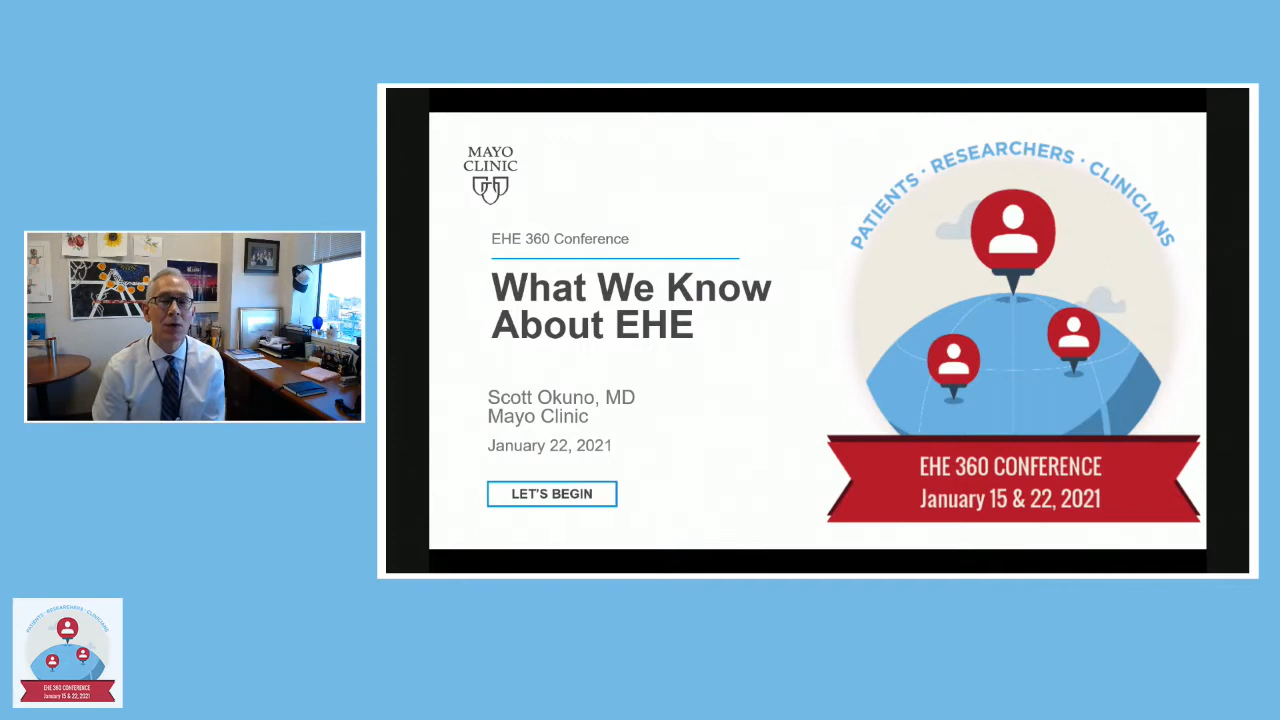 MAYO
CLINIC
EHE 360 Conference
What We Know
About EHE
Scott Okuno, MD
Mayo Clinic
January 22, 2021
LET'S BEGIN
PATIENTS · RESEARCHERS · CLINICIANS
EHE 360 CONFERENCE
January 15 & 22, 2021
PATIENTS · RESEARCHERS · CLINICIANS
EHE 360 CONFERENCE
January 15 & 22, 2021